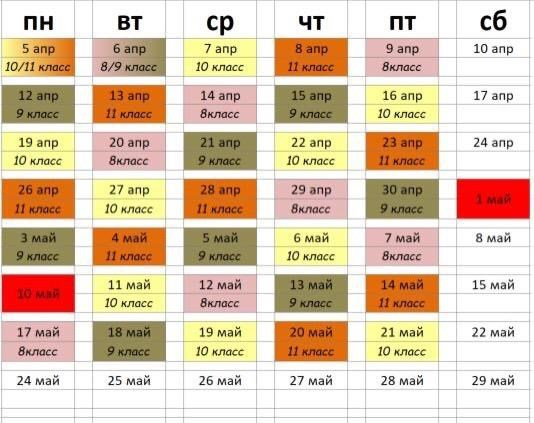 пн вт ср чт пт сб
5 апр 6 апр 7 апр 8 апр 9 апр 10 апр
10/11 класс 8/9 класс 10 класс 11 класс 8класс
12 апр 13 апр 14 апр 15 апр 16 апр 17 апр
9 класс 11 класс 8класс 9 класс 10 класс
19 апр 20 апр 21 апр 22 апр 23 апр 24 апр
10 класс 8класс 9 класс 10 класс 11 класс
26 апр 27 апр 28 апр 29 апр 30 апр 1 май
11 класс 10 класс 11 класс 8класс 9 класс
3 май 4 май 5 май 6 май 7 май 8 май
9 класс 11 класс 9 класс 10 класс 8класс
10 май 11 май 12 май 13 май 14 май 15 май
10 класс 8класс 9 класс 11 класс
17 май 18 май 19 май 20 май 21 май 22 май
8класс 9 класс 10 класс 11 класс 10 класс
24 май 25 май 26 май 27 май 28 май 29 май